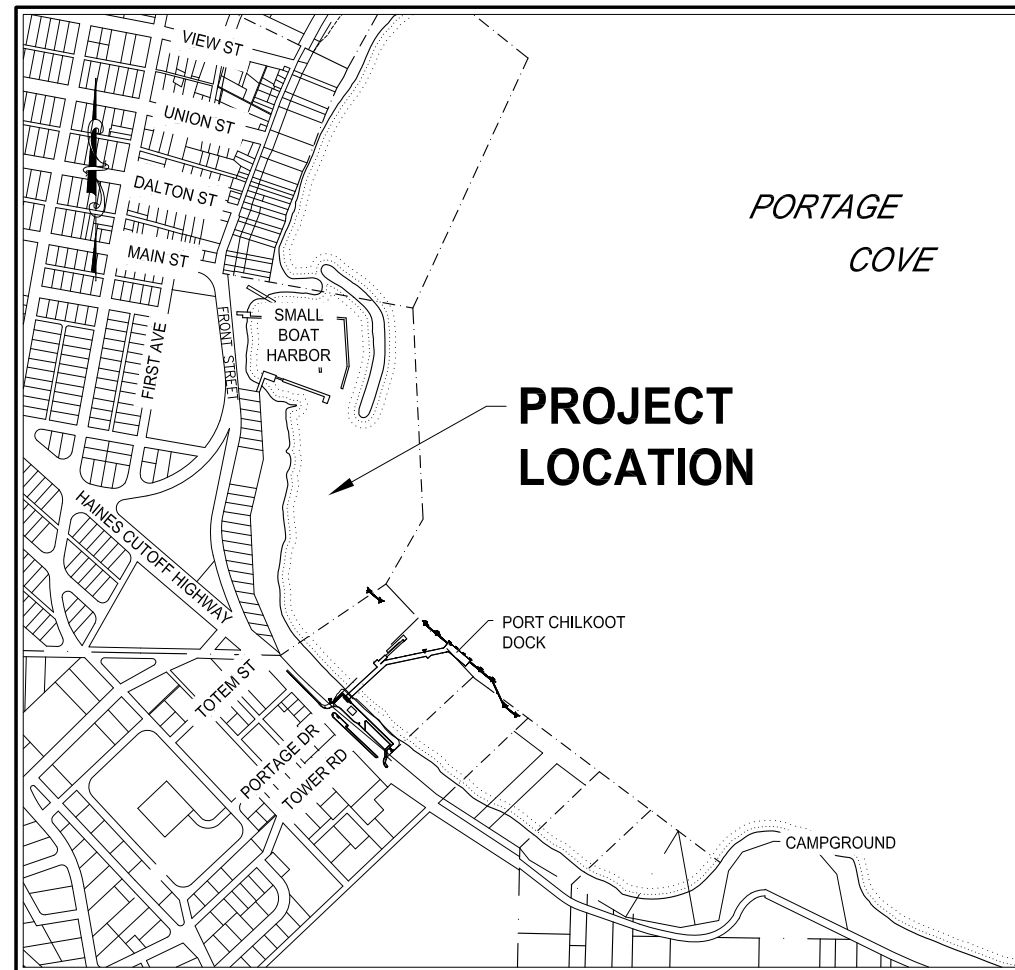 VIEW ST
UNION ST
DALTON ST
MAIN ST
PORTAGE
COVE
FRONT STREET
SMALL
BOAT
HARBOR
FIRST AVE
PROJECT
LOCATION
HAINES CUTOFF HIGHWAY
PORT CHILKOOT
DOCK
TOTEM ST
PORTAGE DR
TOWER RD
CAMPGROUND